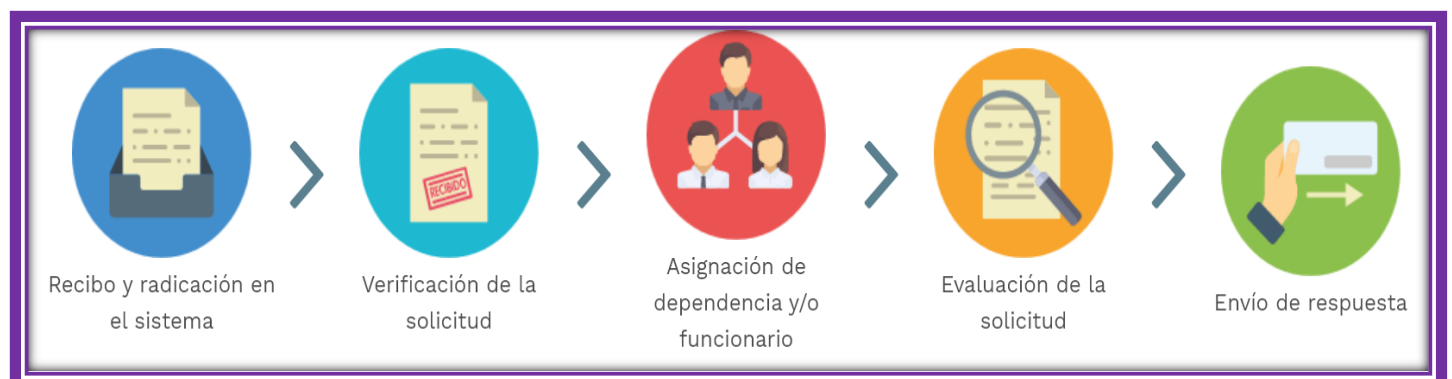 RECIBIDO
Recibo y radicación en
el sistema
Verificación de la
solicitud
Asignación de
dependencia y/o
funcionario
Evaluación de la
solicitud
Envío de respuesta